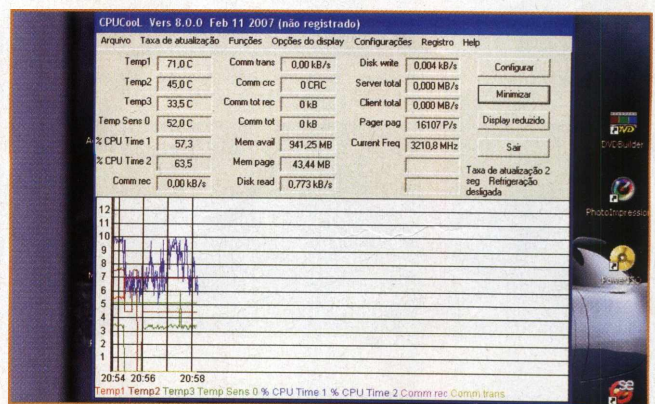 CPUCooL Vers 8.0.0 Feb 11 2007 (não registrado)
Arquivo Taxa de atualização Funções Opções do display Configurações Registro Help
Temp1 71,0 C Comm trans 0,00 kB/s Disk write 0,004 kB/s Configurar
Temp2 45,0 C Comm crc 0 CRC Server total 0,000 MB/s Minimizar
Temp3 33,5 C Comm tot rec 0 kB Client total 0,000 MB/s
Temp Sens 0 52,0 C Comm tot 0 kB Pager pag 16107 P/s Display reduzido
% CPU Time 1 57,3 Mem avail 941,25 MB Current Freq 3210,8 MHz Sair
% CPU Time 2 63,5 Mem page 43,44 MB
Comm rec 0,00 kB/s Disk read 0,773 kB/s
Taxa de atualização 2
seg Refrigeração
desligada
12
11
10
9
8
7
6
5
4
3
2
1
20:54 20:56 20:58
Temp1 Temp2 Temp3 Temp Sens 0 % CPU Time 1 % CPU Time 2 Comm rec Comm trans
DVD
DVDBuilder
PhotoImpression
SE